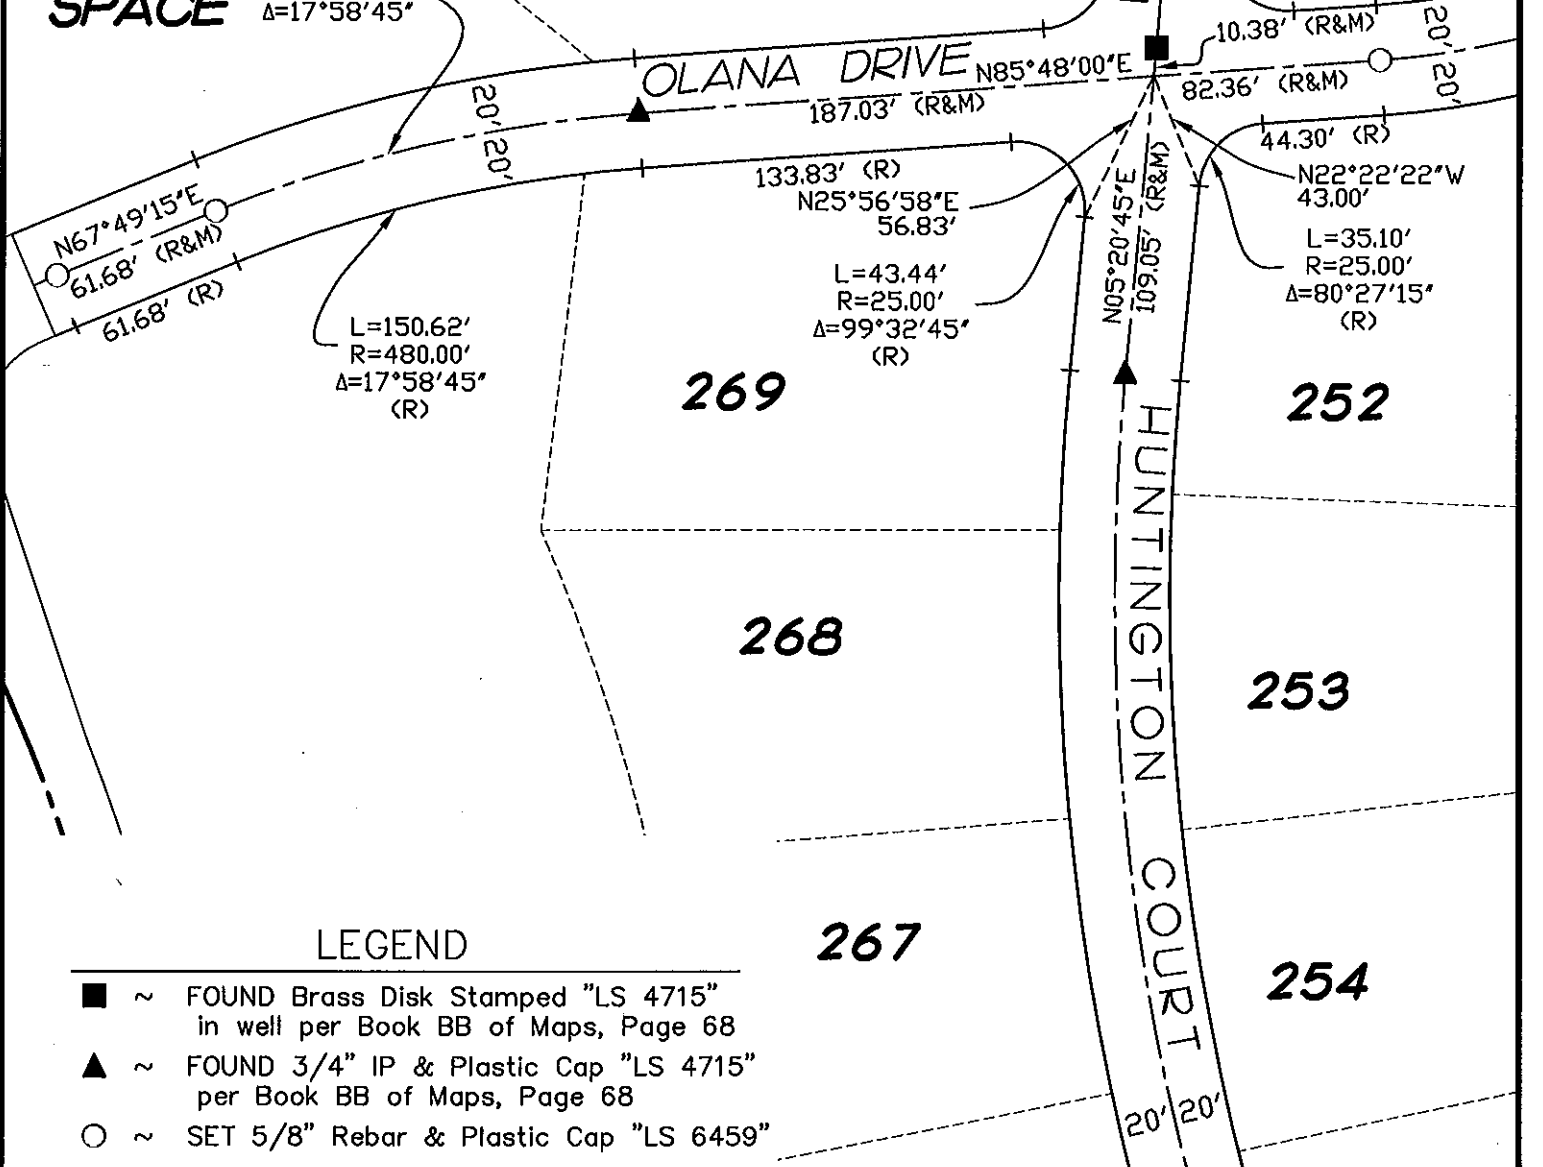 SPACE
Δ=17°58'45"
10.38' (R&M)
20'
20'
OLANA DRIVE
N85°48'00"E
187.03' (R&M)
82.36' (R&M)
20'
20'
44.30' (R)
133.83' (R)
N25°56'58"E
56.83'
N22°22'22"W
43.00'
N67°49'15"E
61.68' (R&M)
61.68' (R)
N05°20'45"E
109.05' (R&M)
L=43.44'
R=25.00'
Δ=99°32'45"
(R)
L=35.10'
R=25.00'
Δ=80°27'15"
(R)
L=150.62'
R=480.00'
Δ=17°58'45"
(R)
269
252
HUNTINGTON COURT
268
253
267
254
20' 20'
LEGEND
■ ~ FOUND Brass Disk Stamped "LS 4715"
in well per Book BB of Maps, Page 68
▲ ~ FOUND 3/4" IP & Plastic Cap "LS 4715"
per Book BB of Maps, Page 68
○ ~ SET 5/8" Rebar & Plastic Cap "LS 6459"